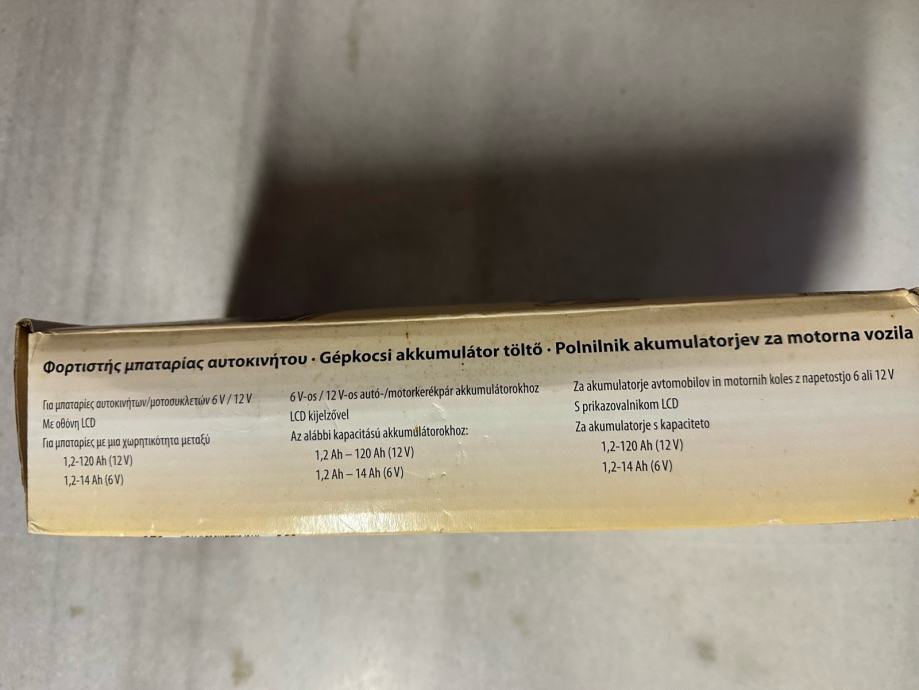 Φορτιστής μπαταρίας αυτοκινήτου · Gépkocsi akkumulátor töltő · Polnilnik akumulatorjev za motorna vozila
Για μπαταρίες αυτοκινήτων/μοτοσυκλετών 6 V / 12 V
Με οθόνη LCD
Για μπαταρίες με μια χωρητικότητα μεταξύ
1,2-120 Ah (12 V)
1,2-14 Ah (6 V)
6 V-os / 12 V-os autó-/motorkerékpár akkumulátorokhoz
LCD kijelzővel
Az alábbi kapacitású akkumulátorokhoz:
1,2 Ah – 120 Ah (12 V)
1,2 Ah – 14 Ah (6 V)
Za akumulatorje avtomobilov in motornih koles z napetostjo 6 ali 12 V
S prikazovalnikom LCD
Za akumulatorje s kapaciteto
1,2-120 Ah (12 V)
1,2-14 Ah (6 V)